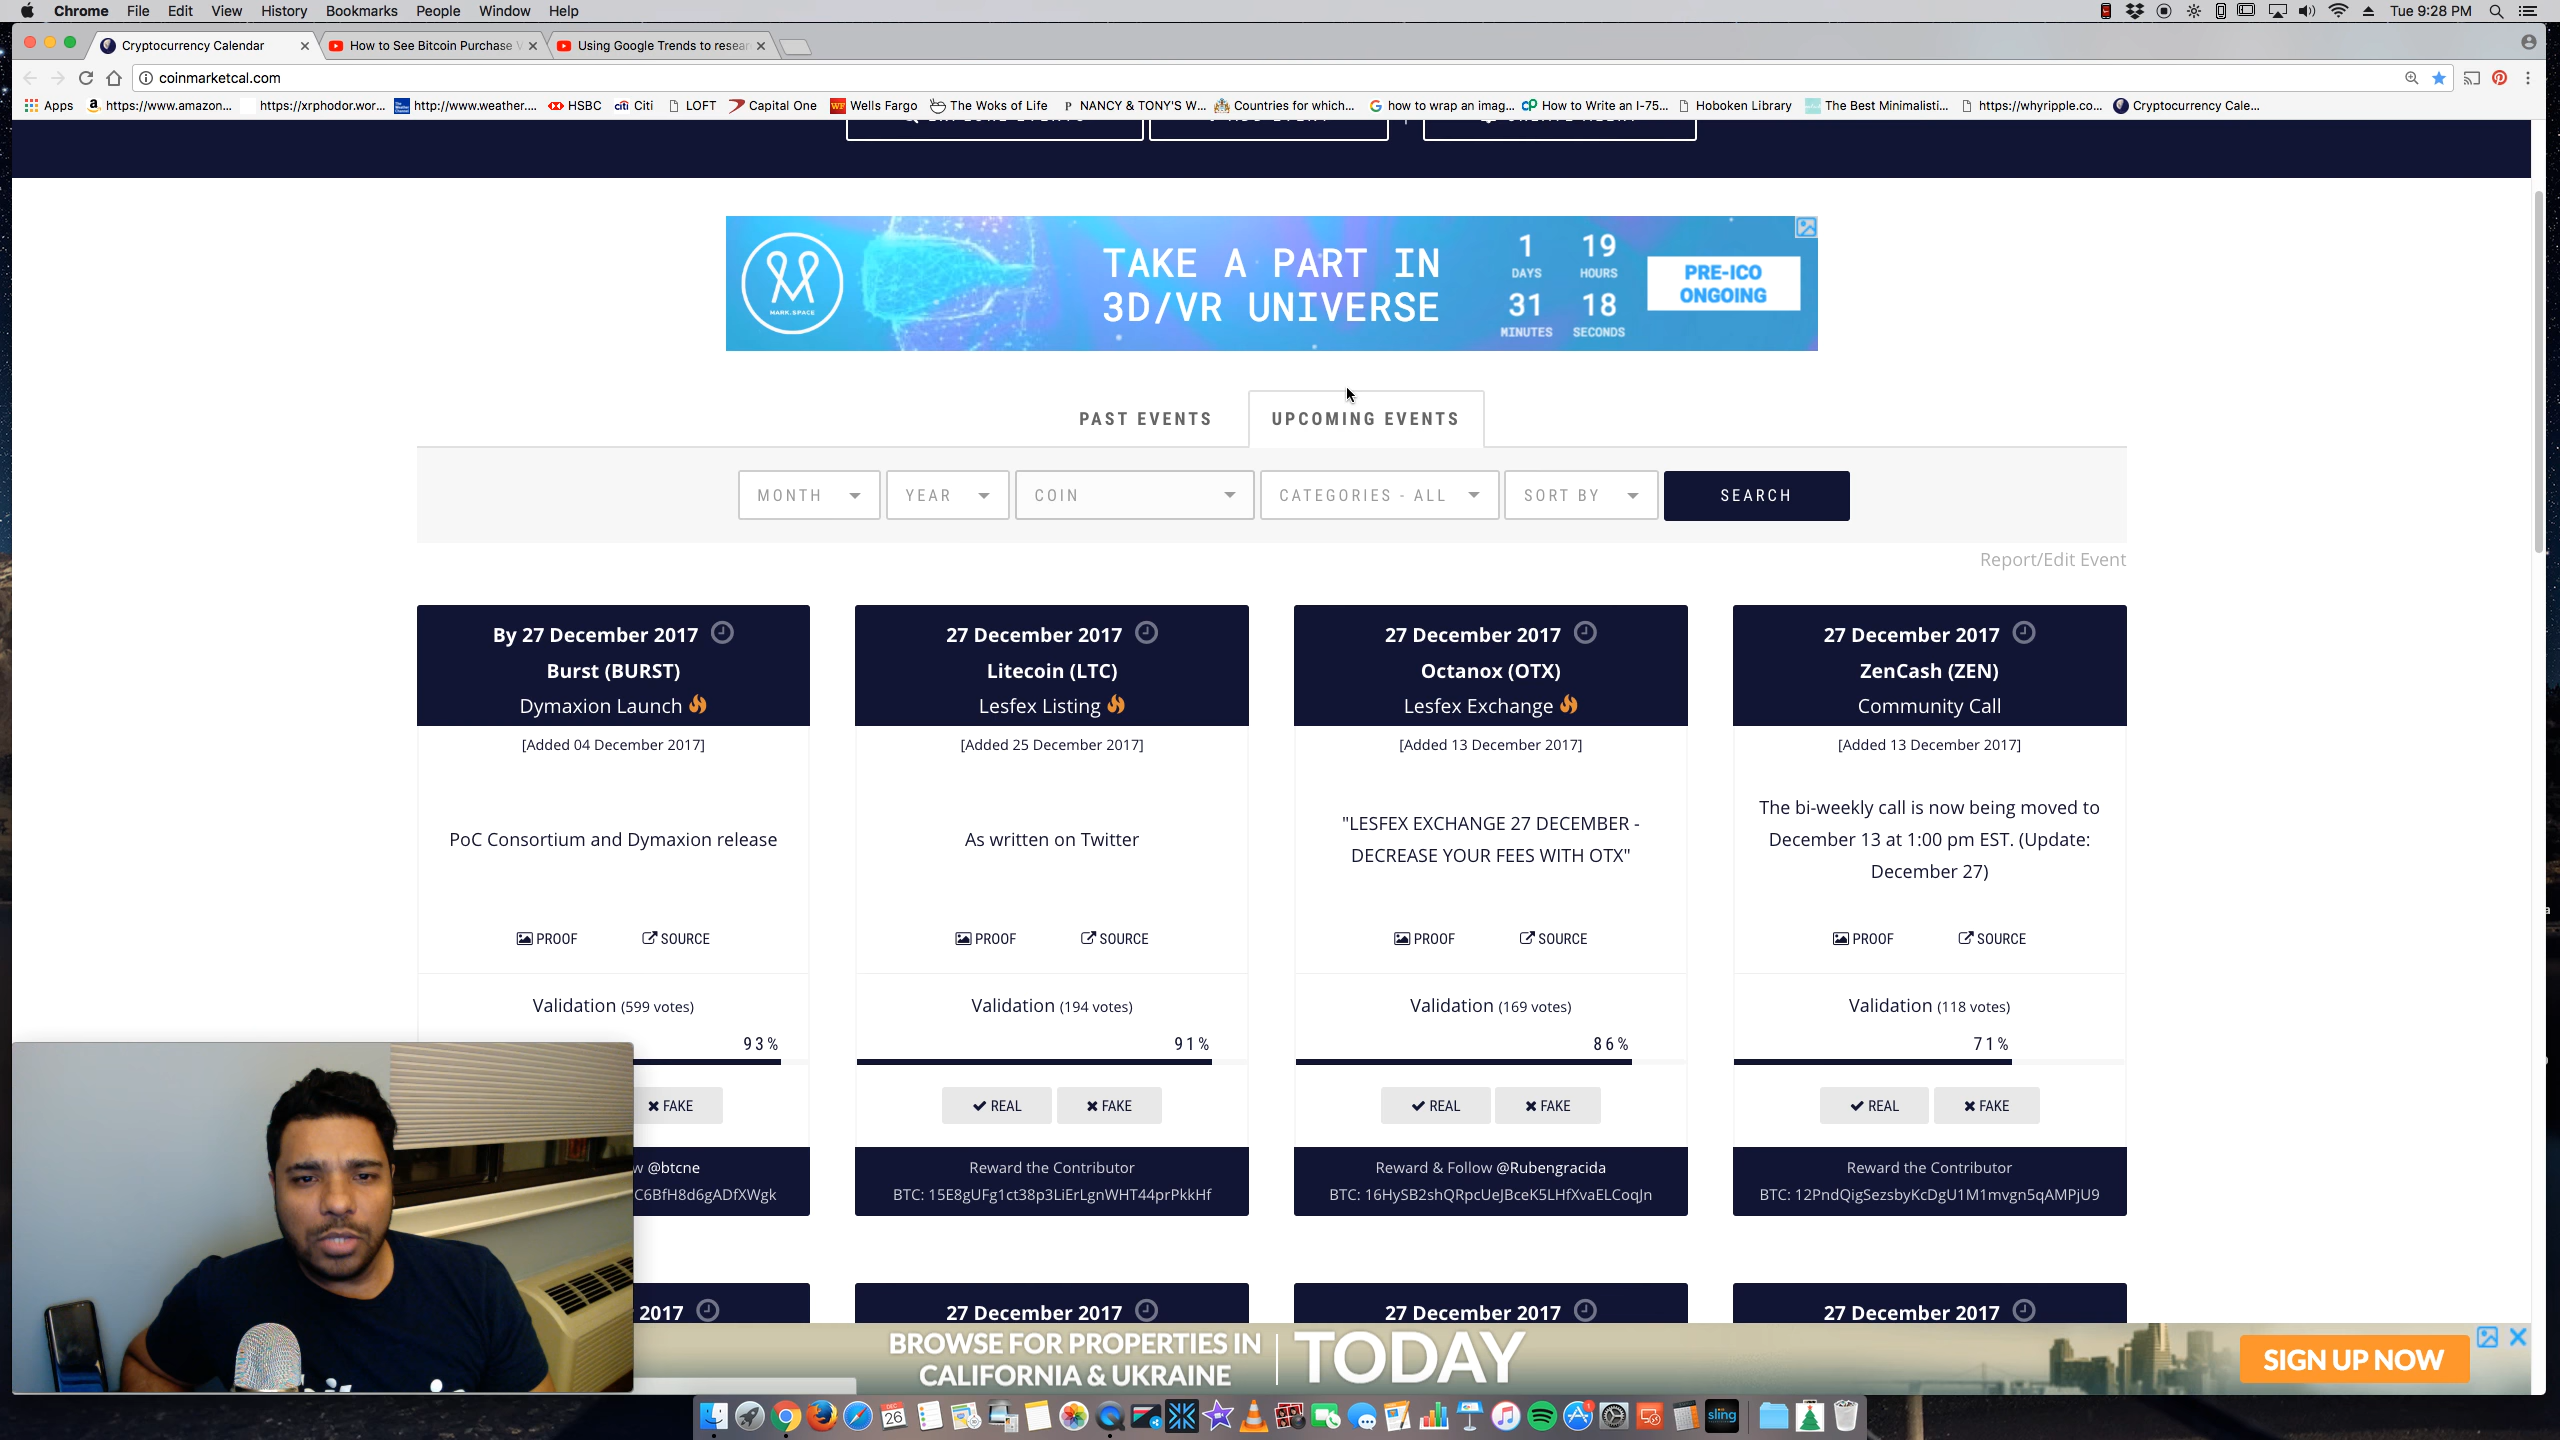 Chrome File Edit View History Bookmarks People Window Help Tue 9:28 PM
Cryptocurrency Calendar How to See Bitcoin Purchase Using Google Trends to resear
coinmarketcal.com
Apps https://www.amazon... https://xrphodor.wor... http://www.weather.... HSBC citi Citi LOFT Capital One Wells Fargo The Woks of Life NANCY & TONY'S W... Countries for which... how to wrap an imag... How to Write an I-75... Hoboken Library The Best Minimalisti... https://whyripple.co... Cryptocurrency Cale...
MARK.SPACE
TAKE A PART IN
3D/VR UNIVERSE
1 19
DAYS HOURS
31 18
MINUTES SECONDS
PRE-ICO
ONGOING
PAST EVENTS UPCOMING EVENTS
MONTH YEAR COIN CATEGORIES - ALL SORT BY SEARCH
Report/Edit Event
By 27 December 2017
Burst (BURST)
Dymaxion Launch
[Added 04 December 2017]
PoC Consortium and Dymaxion release
PROOF SOURCE
Validation (599 votes)
93%
FAKE
w @btcne
C6BfH8d6gADfXWgk
27 December 2017
Litecoin (LTC)
Lesfex Listing
[Added 25 December 2017]
As written on Twitter
PROOF SOURCE
Validation (194 votes)
91%
REAL FAKE
Reward the Contributor
BTC: 15E8gUFg1ct38p3LiErLgnWHT44prPkkHf
27 December 2017
Octanox (OTX)
Lesfex Exchange
[Added 13 December 2017]
"LESFEX EXCHANGE 27 DECEMBER -
DECREASE YOUR FEES WITH OTX"
PROOF SOURCE
Validation (169 votes)
86%
REAL FAKE
Reward & Follow @Rubengracida
BTC: 16HySB2shQRpcUeJBceK5LHfXvaELCoqJn
27 December 2017
ZenCash (ZEN)
Community Call
[Added 13 December 2017]
The bi-weekly call is now being moved to
December 13 at 1:00 pm EST. (Update:
December 27)
PROOF SOURCE
Validation (118 votes)
71%
REAL FAKE
Reward the Contributor
BTC: 12PndQigSezsbyKcDgU1M1mvgn5qAMPjU9
2017 27 December 2017 27 December 2017 27 December 2017
BROWSE FOR PROPERTIES IN
CALIFORNIA & UKRAINE
TODAY
SIGN UP NOW
DEC
26
sling